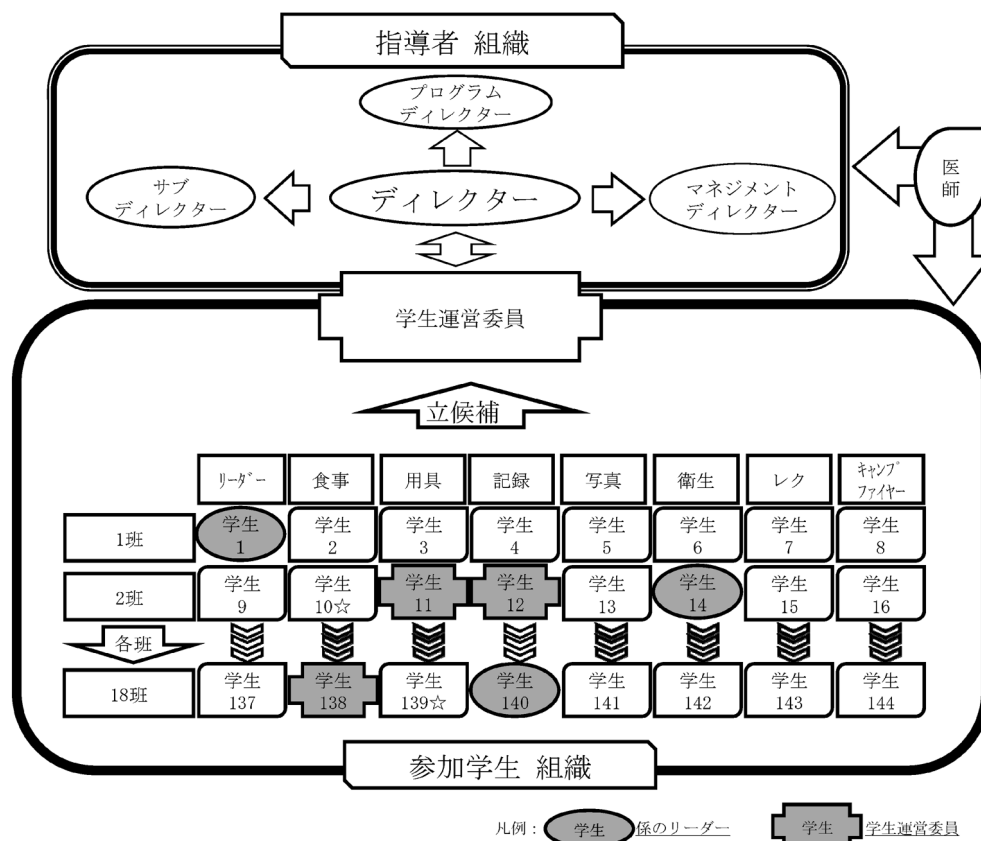 指導者 組織
プログラム
ディレクター
サブ
ディレクター
ディレクター
マネジメント
ディレクター
医
師
学生運営委員
立候補
リーダー
食事
用具
記録
写真
衛生
レク
キャンプ
ファイヤー
1班
学生
1
学生
2
学生
3
学生
4
学生
5
学生
6
学生
7
学生
8
2班
学生
9
学生
10☆
学生
11
学生
12
学生
13
学生
14
学生
15
学生
16
各班
18班
学生
137
学生
138
学生
139☆
学生
140
学生
141
学生
142
学生
143
学生
144
参加学生 組織
凡例：
学生
係のリーダー
学生
学生運営委員